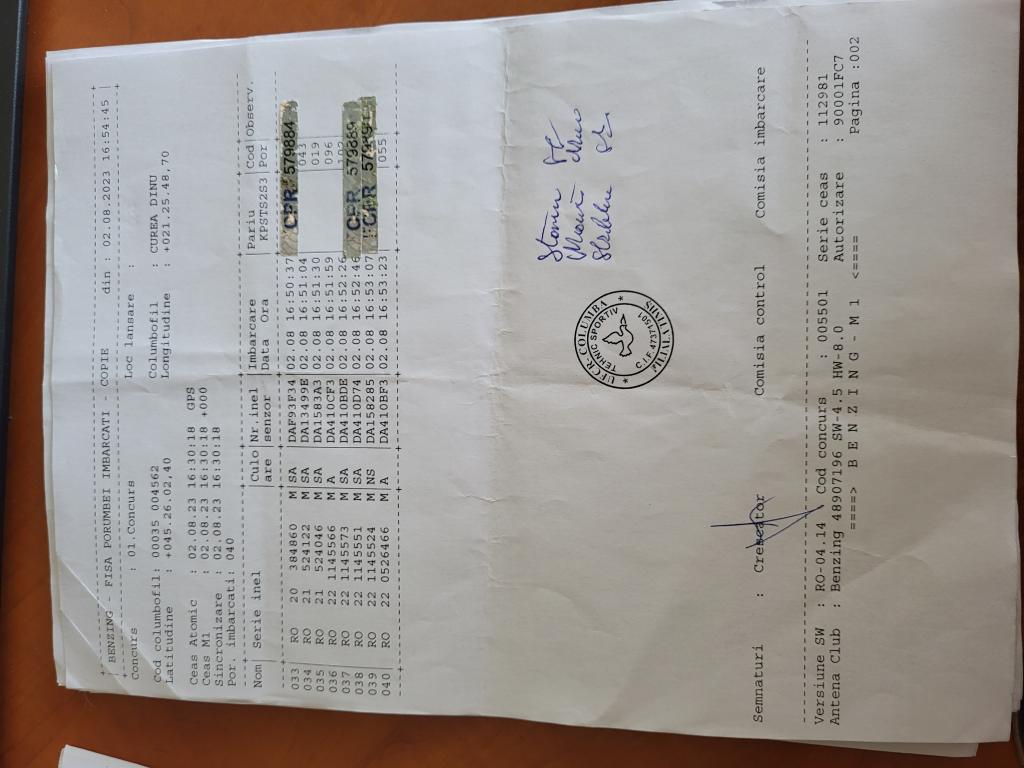 BENZING - FISA PORUMBEI IMBARCATI - COPIE din : 02.08.2023 16:54:45
Concurs : 01.Concurs Loc lansare :
Cod columbofil: 00035 004562 Columbofil : CUREA DINU
Latitudine : +045.26.02,40 Longitudine : +021.25.48,70
Ceas Atomic : 02.08.23 16:30:18 GPS
Ceas M1 : 02.08.23 16:30:18 +000
Sincronizare : 02.08.23 16:30:18
Por. imbarcati: 040
Nom Serie inel Culo Nr.inel Imbarcare Pariu Cod Observ.
are senzor Data Ora KPSTS2S3 Por
033 RO 20 384860 M SA DAF93F34 02.08 16:50:37 CPR 579884
034 RO 21 524122 M SA DA13499E 02.08 16:51:04 043
035 RO 21 524046 M SA DA1583A3 02.08 16:51:30 019
036 RO 22 1145566 M A DA410CF3 02.08 16:51:59 096
037 RO 22 1145573 M SA DA410BDE 02.08 16:52:26
038 RO 22 1145551 M SA DA410D74 02.08 16:52:46 CPR
039 RO 22 1145524 M NS DA158285 02.08 16:53:07 CPR
040 RO 22 0526466 M A DA410BF3 02.08 16:53:23 055
U.F.C.R. COLUMBA
TEHNIC SPORTIV
C.I.F. 47371501
FILIALA TIMIS
Semnaturi : Crescator Comisia control Comisia imbarcare
Versiune SW : RO-04.14 Cod concurs : 005501 Serie ceas : 112981
Antena Club : Benzing 48907196 SW-4.5 HW-8.0 Autorizare : 90001FC7
====> B E N Z I N G - M 1 <==== Pagina :002